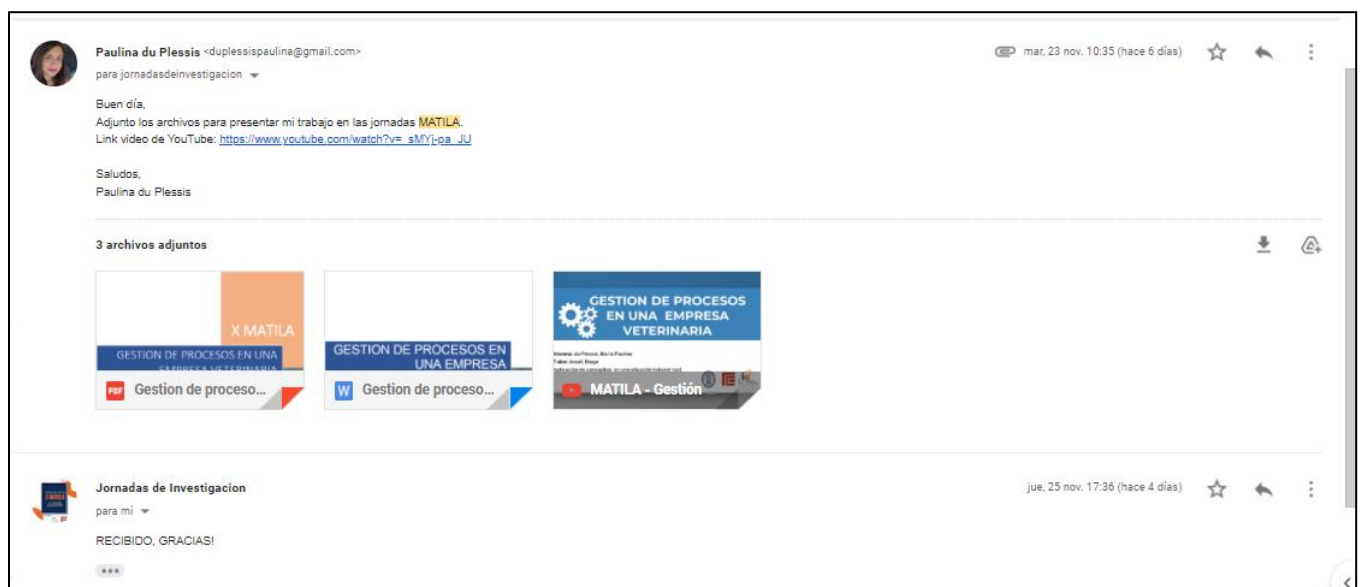 Paulina du Plessis <duplessispaulina@gmail.com>
mar, 23 nov. 10:35 (hace 6 días)
para jornadasdeinvestigacion
Buen día,
Adjunto los archivos para presentar mi trabajo en las jornadas MATILA.
Link video de YouTube: https://www.youtube.com/watch?v=_sMYj-pa_JU
Saludos,
Paulina du Plessis
3 archivos adjuntos
X MATILA
GESTION DE PROCESOS EN UNA
EMPRESA VETERINARIA
PDF Gestion de proceso...
GESTION DE PROCESOS EN
UNA EMPRESA
W Gestion de proceso...
GESTION DE PROCESOS
EN UNA EMPRESA
VETERINARIA
MATILA - Gestión
Jornadas de Investigacion
jue, 25 nov. 17:36 (hace 4 días)
para mí
RECIBIDO, GRACIAS!